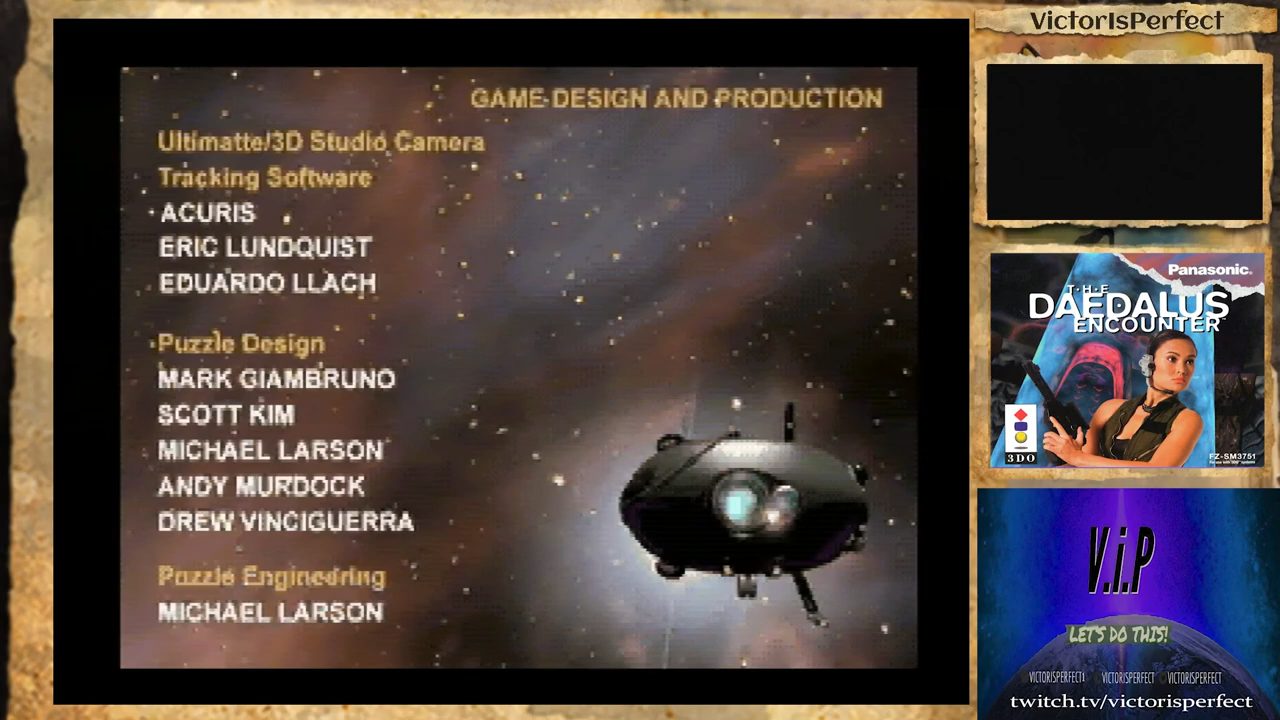 GAME DESIGN AND PRODUCTION
Ultimatte/3D Studio Camera
Tracking Software
ACURIS
ERIC LUNDQUIST
EDUARDO LLACH
Puzzle Design
MARK GIAMBRUNO
SCOTT KIM
MICHAEL LARSON
ANDY MURDOCK
DREW VINCIGUERRA
Puzzle Engineering
MICHAEL LARSON
VictorIsPerfect
Panasonic
THE
DAEDALUS
ENCOUNTER
3DO
FZ-SM3751
V.i.P
LET'S DO THIS!
VICTORISPERFECT1 VICTORISPERFECT VICTORISPERFECT
twitch.tv/victorisperfect